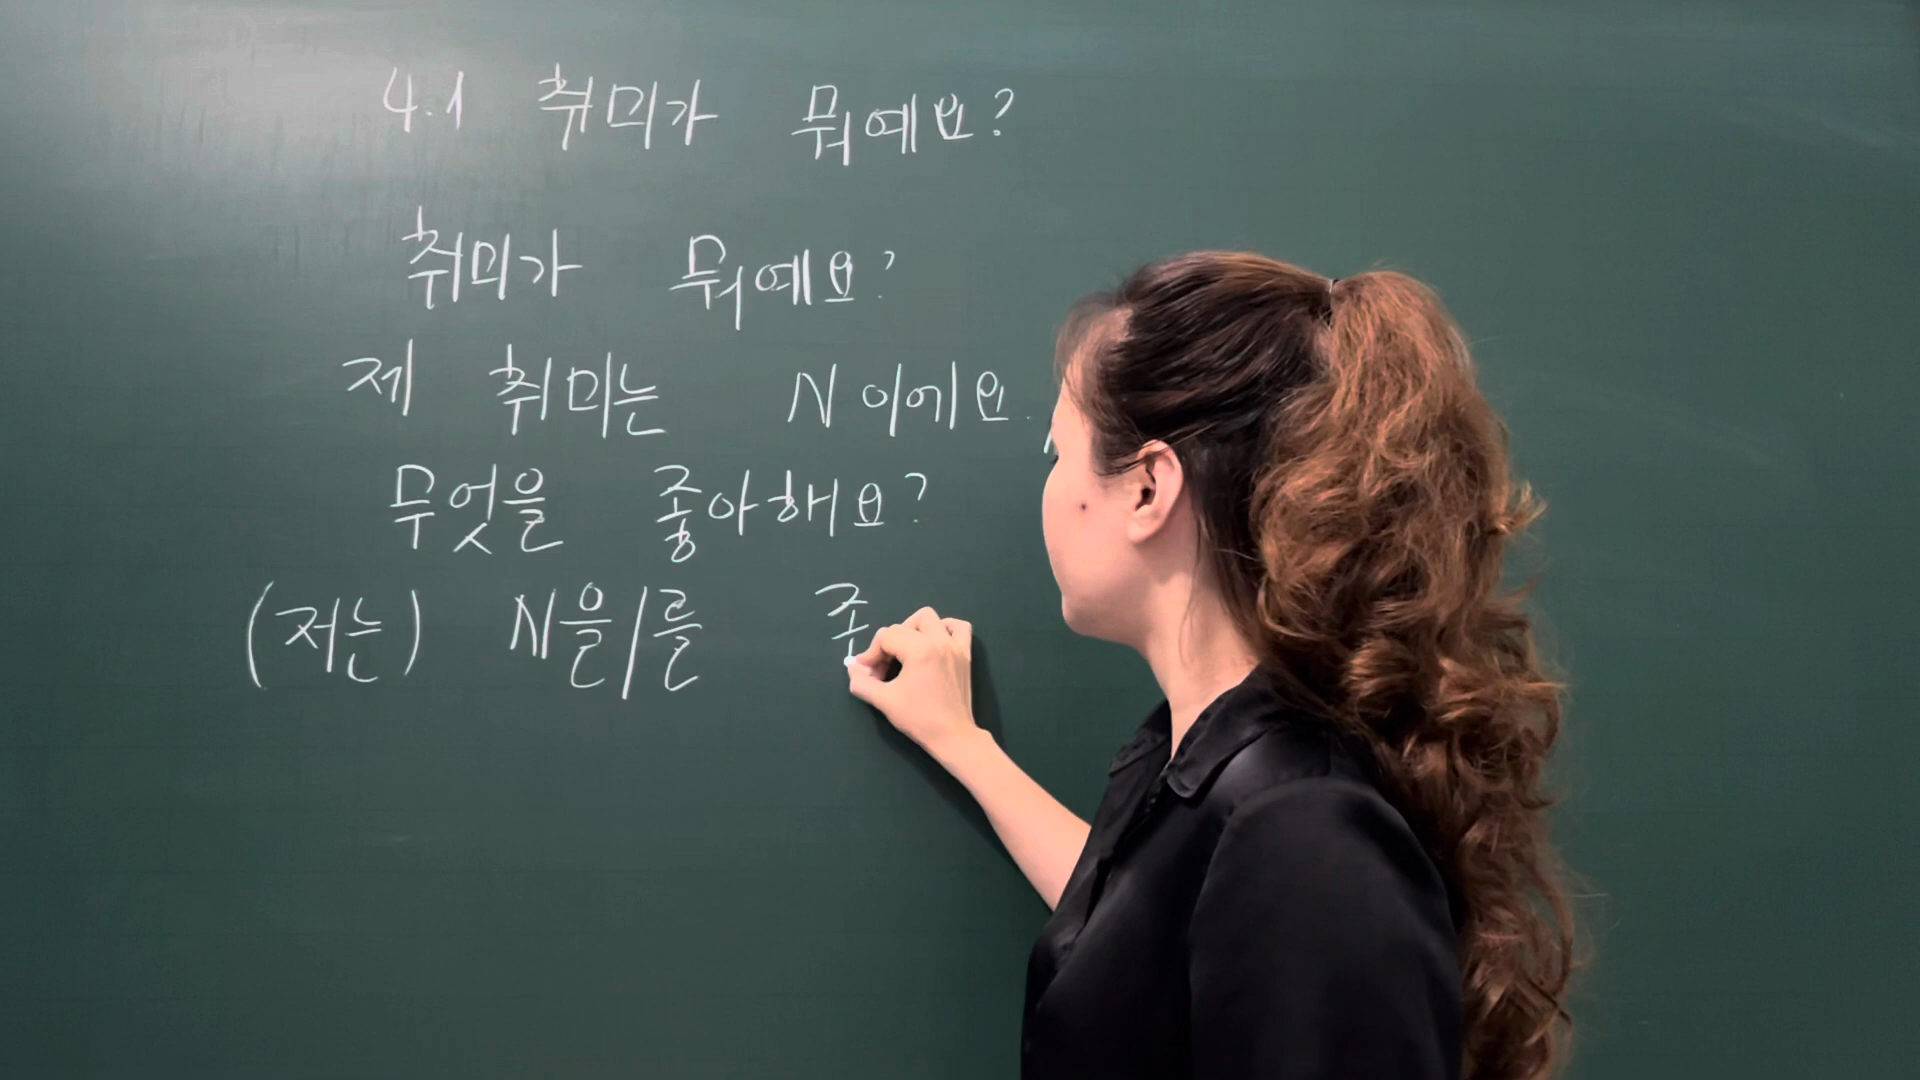 4.1 취미가 뭐예요?
취미가 뭐예요?
제 취미는 N이에요.
무엇을 좋아해요?
(저는) N을/를 조